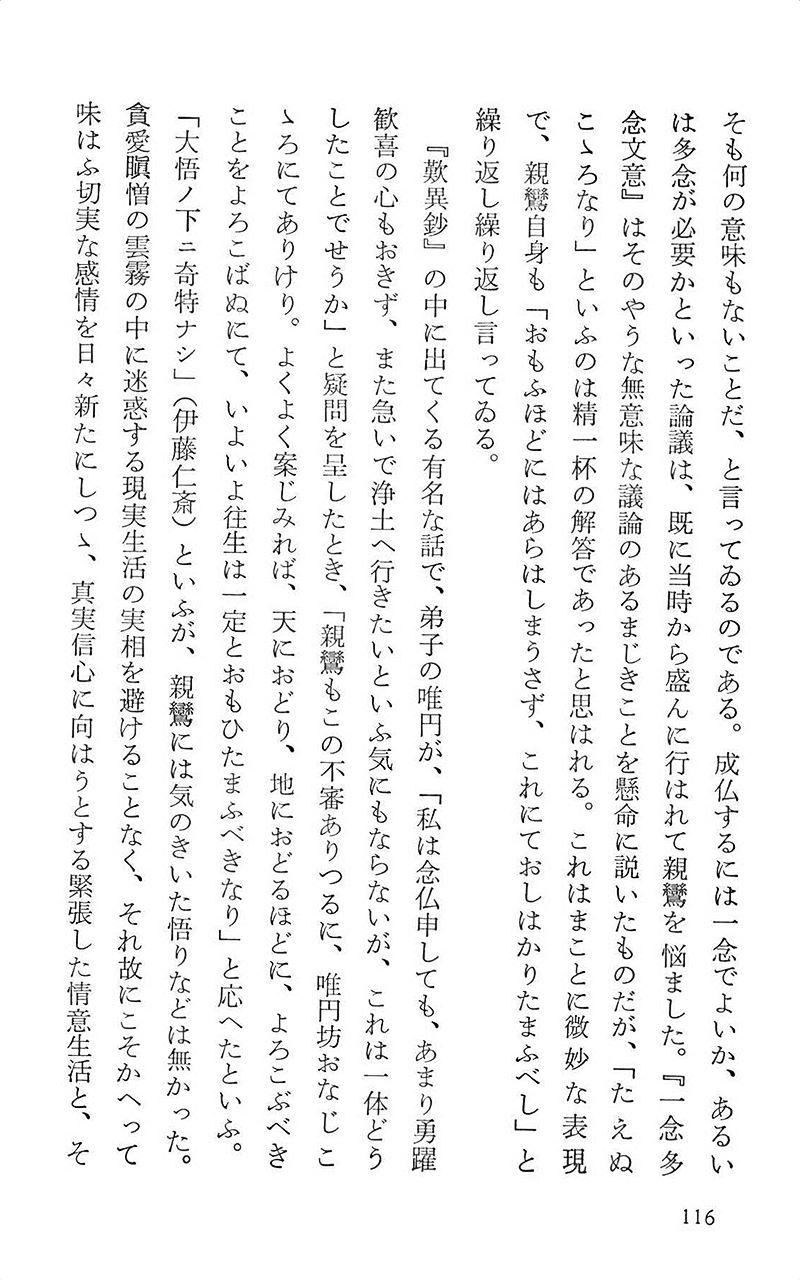 そも何の意味もないことだ、と言ってゐるのである。成仏するには一念でよいか、あるい
は多念が必要かといった論議は、既に当時から盛んに行はれて親鸞を悩ました。『一念多
念文意』はそのやうな無意味な議論のあるまじきことを懸命に説いたものだが、「たえぬ
こゝろなり」といふのは精一杯の解答であったと思はれる。これはまことに微妙な表現
で、親鸞自身も「おもふほどにはあらはしまうさず、これにておしはかりたまふべし」と
繰り返し繰り返し言ってゐる。
『歎異鈔』の中に出てくる有名な話で、弟子の唯円が、「私は念仏申しても、あまり勇躍
歓喜の心もおきず、また急いで浄土へ行きたいといふ気にもならないが、これは一体どう
したことでせうか」と疑問を呈したとき、「親鸞もこの不審ありつるに、唯円坊おなじこ
ゝろにてありけり。よくよく案じみれば、天におどり、地におどるほどに、よろこぶべき
ことをよろこばぬにて、いよいよ往生は一定とおもひたまふべきなり」と応へたといふ。
「大悟ノ下ニ奇特ナシ」(伊藤仁斎)といふが、親鸞には気のきいた悟りなどは無かった。
貪愛瞋憎の雲霧の中に迷惑する現実生活の実相を避けることなく、それ故にこそかへって
味はふ切実な感情を日々新たにしつゝ、真実信心に向はうとする緊張した情意生活と、そ
116